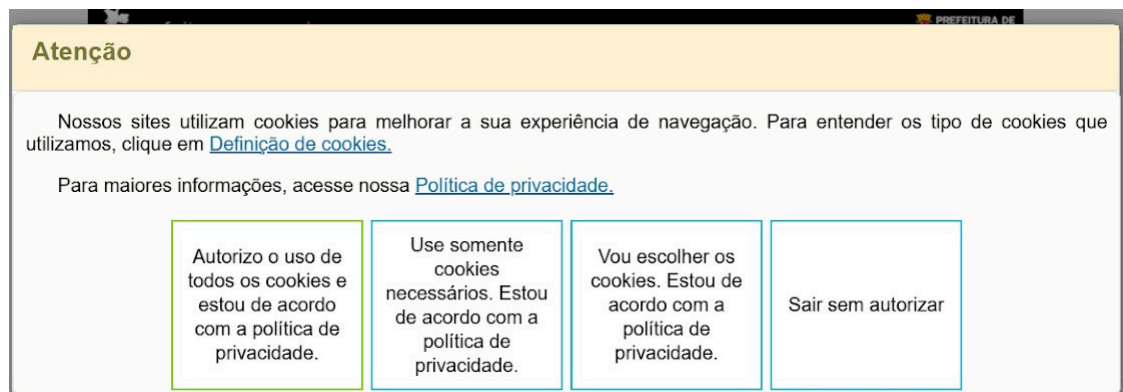 PREFEITURA DE
Atenção
Nossos sites utilizam cookies para melhorar a sua experiência de navegação. Para entender os tipo de cookies que
utilizamos, clique em Definição de cookies.
Para maiores informações, acesse nossa Política de privacidade.
Autorizo o uso de
todos os cookies e
estou de acordo
com a política de
privacidade.
Use somente
cookies
necessários. Estou
de acordo com a
política de
privacidade.
Vou escolher os
cookies. Estou de
acordo com a
política de
privacidade.
Sair sem autorizar